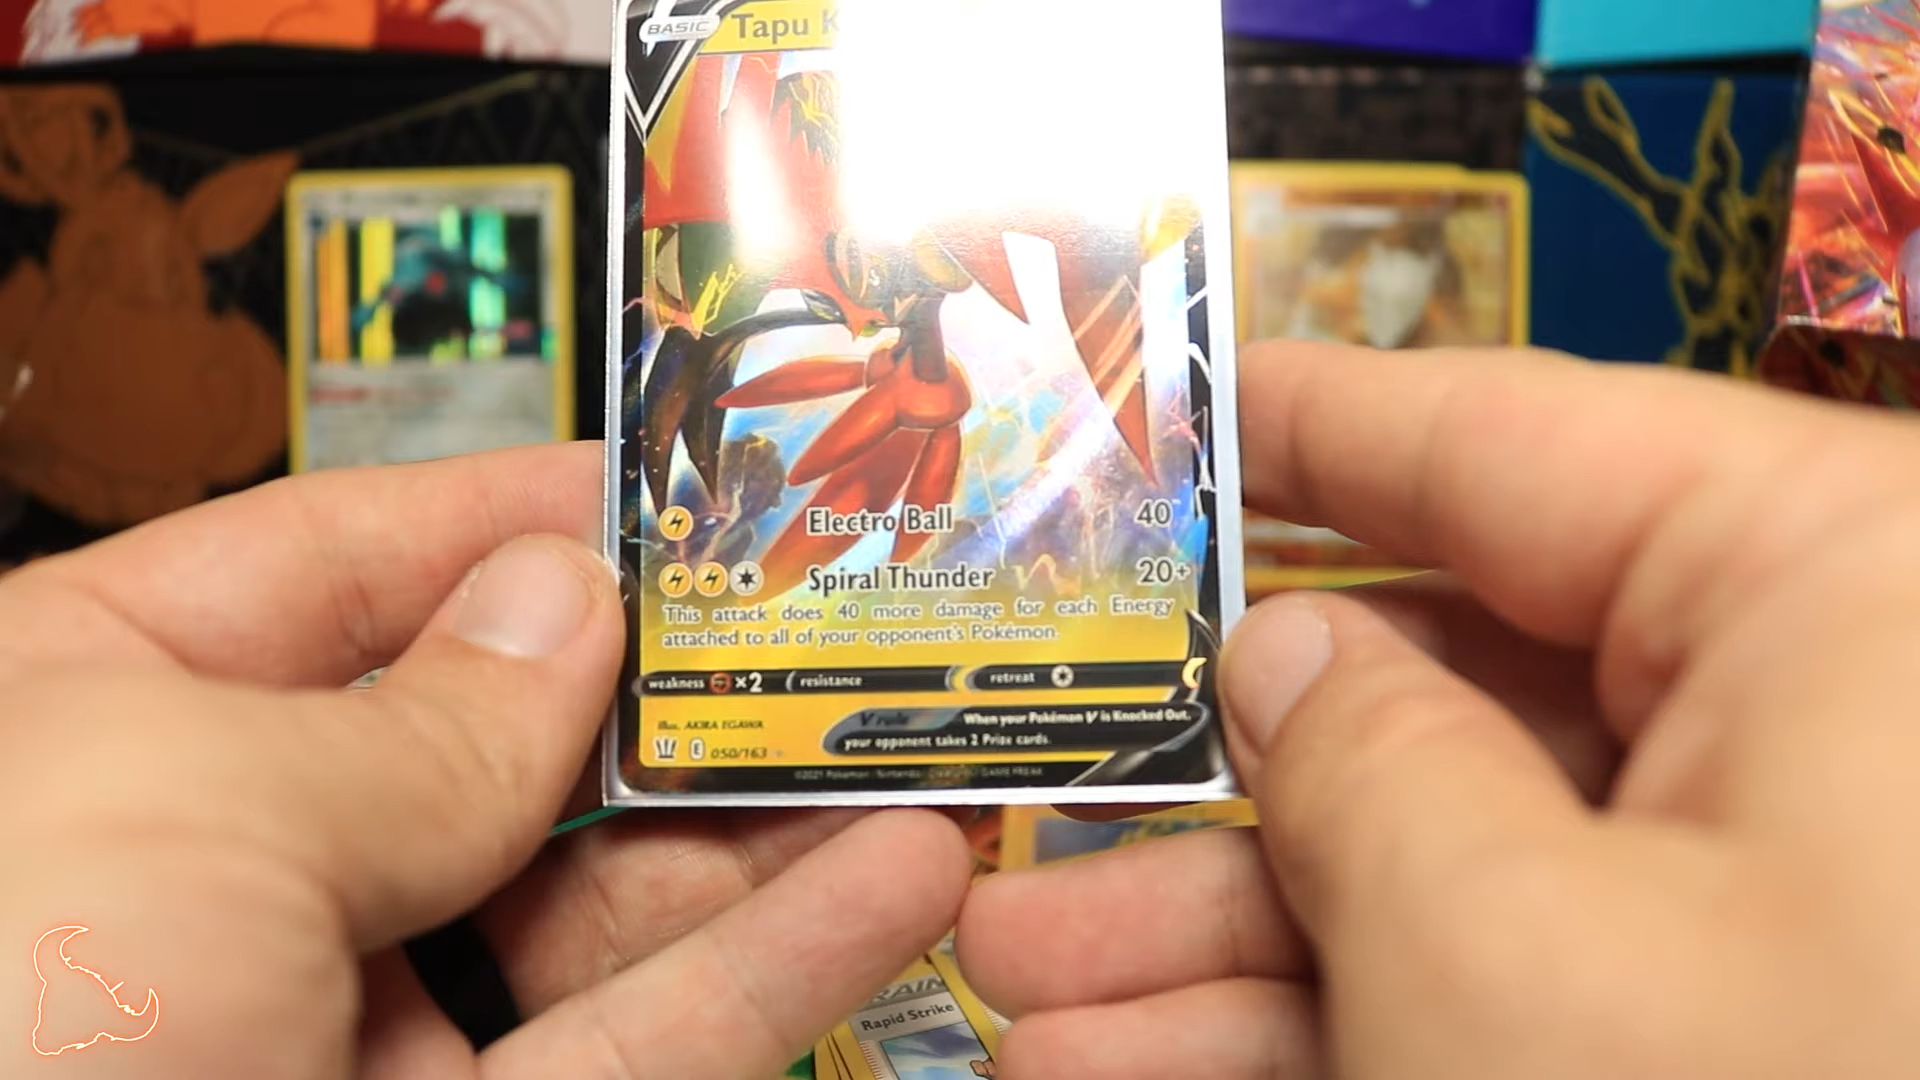 BASIC Tapu K
Electro Ball 40
Spiral Thunder 20+
This attack does 40 more damage for each Energy
attached to all of your opponent's Pokémon.
weakness ×2 resistance retreat
Illus. AKIRA EGAWA
V rule When your Pokémon V is Knocked Out,
your opponent takes 2 Prize cards.
E 050/163
©2021 Pokémon / Nintendo / Creatures / GAME FREAK
RAIN
Rapid Strike